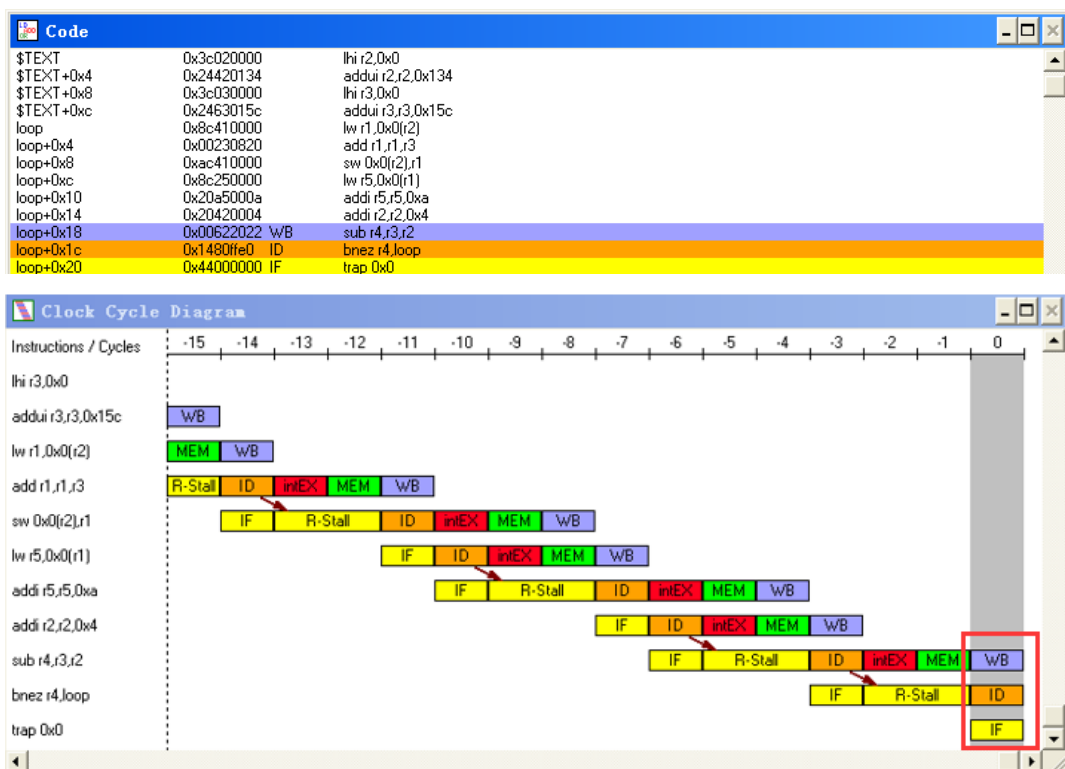 Code
$TEXT 0x3c020000 lhi r2,0x0
$TEXT+0x4 0x24420134 addui r2,r2,0x134
$TEXT+0x8 0x3c030000 lhi r3,0x0
$TEXT+0xc 0x2463015c addui r3,r3,0x15c
loop 0x8c410000 lw r1,0x0(r2)
loop+0x4 0x00230820 add r1,r1,r3
loop+0x8 0xac410000 sw 0x0(r2),r1
loop+0xc 0x8c250000 lw r5,0x0(r1)
loop+0x10 0x20a5000a addi r5,r5,0xa
loop+0x14 0x20420004 addi r2,r2,0x4
loop+0x18 0x00622022 WB sub r4,r3,r2
loop+0x1c 0x1480ffe0 ID bnez r4,loop
loop+0x20 0x44000000 IF trap 0x0
Clock Cycle Diagram
Instructions / Cycles -15 -14 -13 -12 -11 -10 -9 -8 -7 -6 -5 -4 -3 -2 -1 0
lhi r3,0x0
addui r3,r3,0x15c WB
lw r1,0x0(r2) MEM WB
add r1,r1,r3 R-Stall ID intEX MEM WB
sw 0x0(r2),r1 IF R-Stall ID intEX MEM WB
lw r5,0x0(r1) IF ID intEX MEM WB
addi r5,r5,0xa IF R-Stall ID intEX MEM WB
addi r2,r2,0x4 IF ID intEX MEM WB
sub r4,r3,r2 IF R-Stall ID intEX MEM WB
bnez r4,loop IF R-Stall ID
trap 0x0 IF